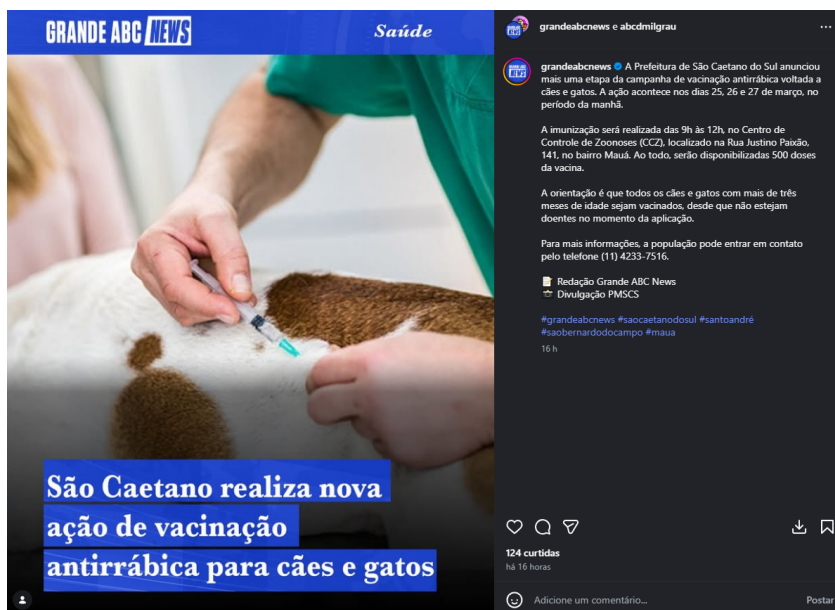 GRANDE ABC NEWS
Saúde
São Caetano realiza nova
ação de vacinação
antirrábica para cães e gatos
grandeabcnews e abcdmilgrau
grandeabcnews A Prefeitura de São Caetano do Sul anunciou
mais uma etapa da campanha de vacinação antirrábica voltada a
cães e gatos. A ação acontece nos dias 25, 26 e 27 de março, no
período da manhã.
A imunização será realizada das 9h às 12h, no Centro de
Controle de Zoonoses (CCZ), localizado na Rua Justino Paixão,
141, no bairro Mauá. Ao todo, serão disponibilizadas 500 doses
da vacina.
A orientação é que todos os cães e gatos com mais de três
meses de idade sejam vacinados, desde que não estejam
doentes no momento da aplicação.
Para mais informações, a população pode entrar em contato
pelo telefone (11) 4233-7516.
Redação Grande ABC News
Divulgação PMSCS
#grandeabcnews #saocaetanodosul #santoandré
#saobernardodocampo #maua
16 h
124 curtidas
há 16 horas
Adicione um comentário...
Postar